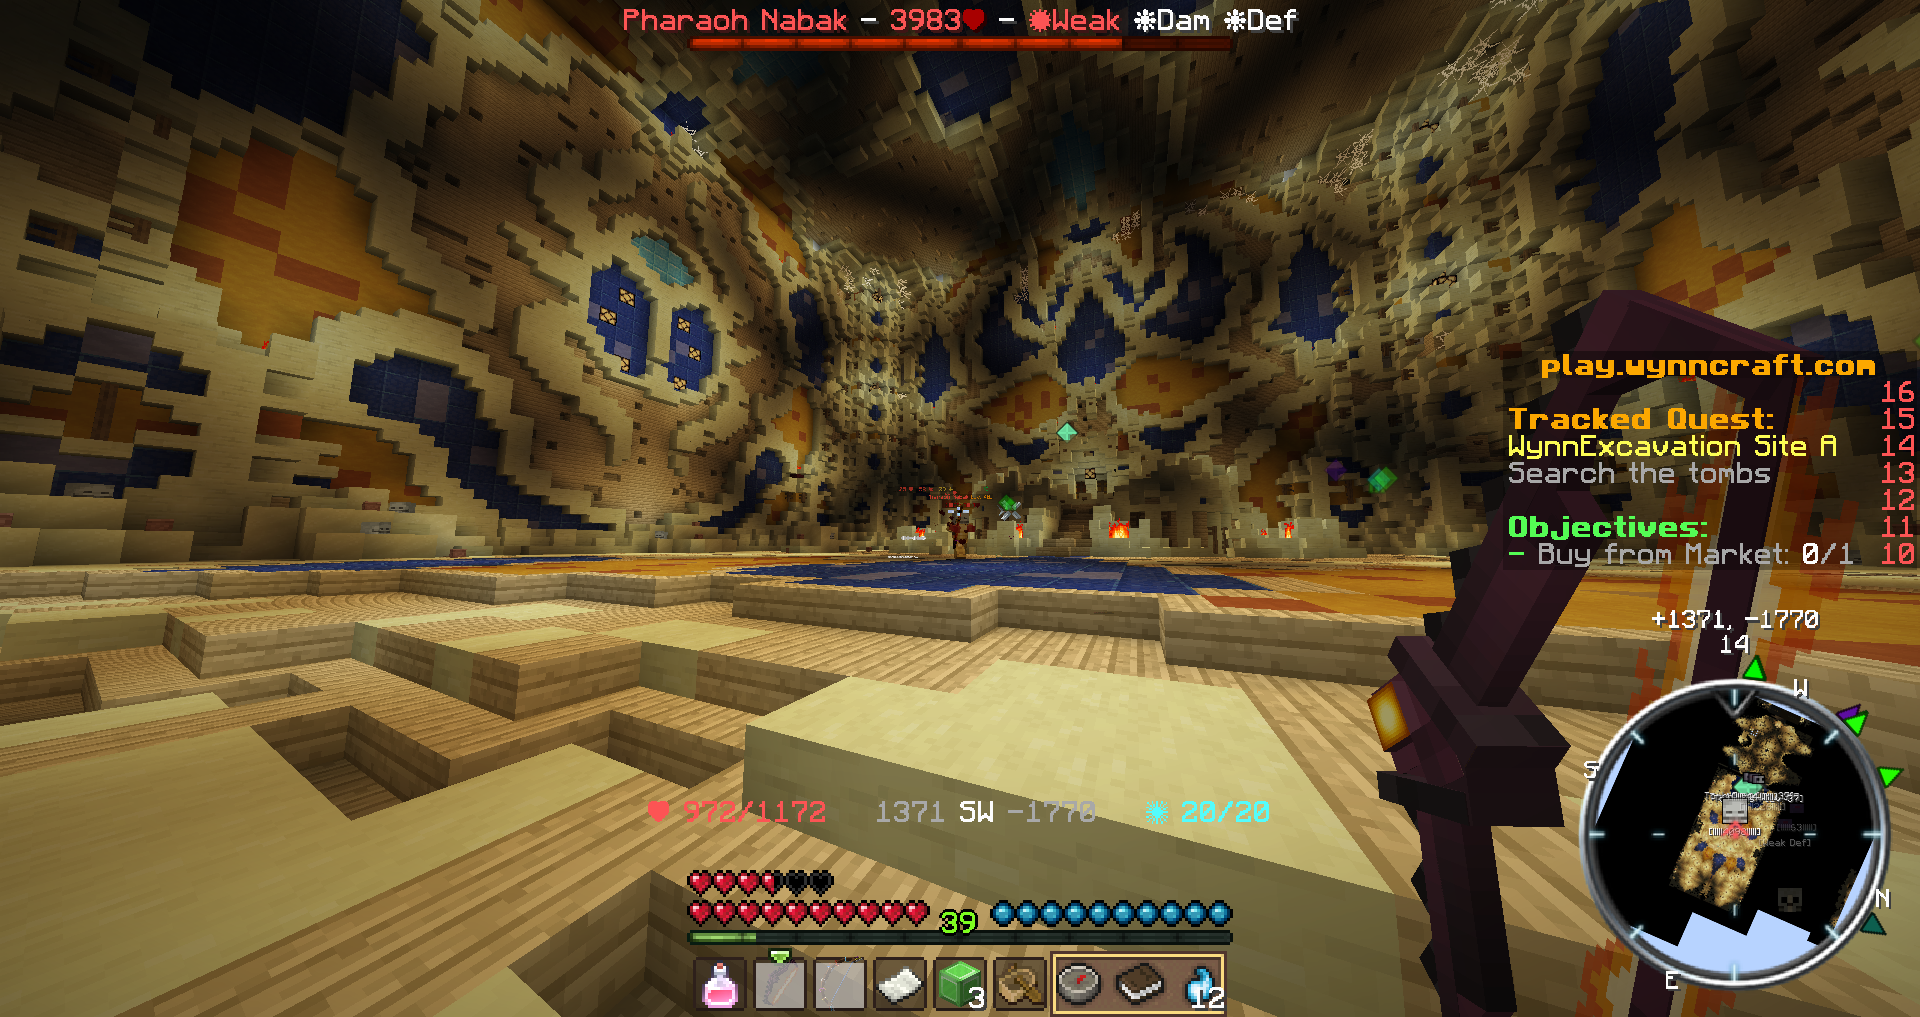 Pharaoh Nabak - 3983❤ - ✺Weak ✺Dam ✺Def
play.wynncraft.com
16
Tracked Quest: 15
WynnExcavation Site A 14
Search the tombs 13
12
Objectives: 11
- Buy from Market: 0/1 10
+1371, -1770
14
W
S
N
E
❤ 972/1172 1371 SW -1770 ✺ 20/20
39
3
12